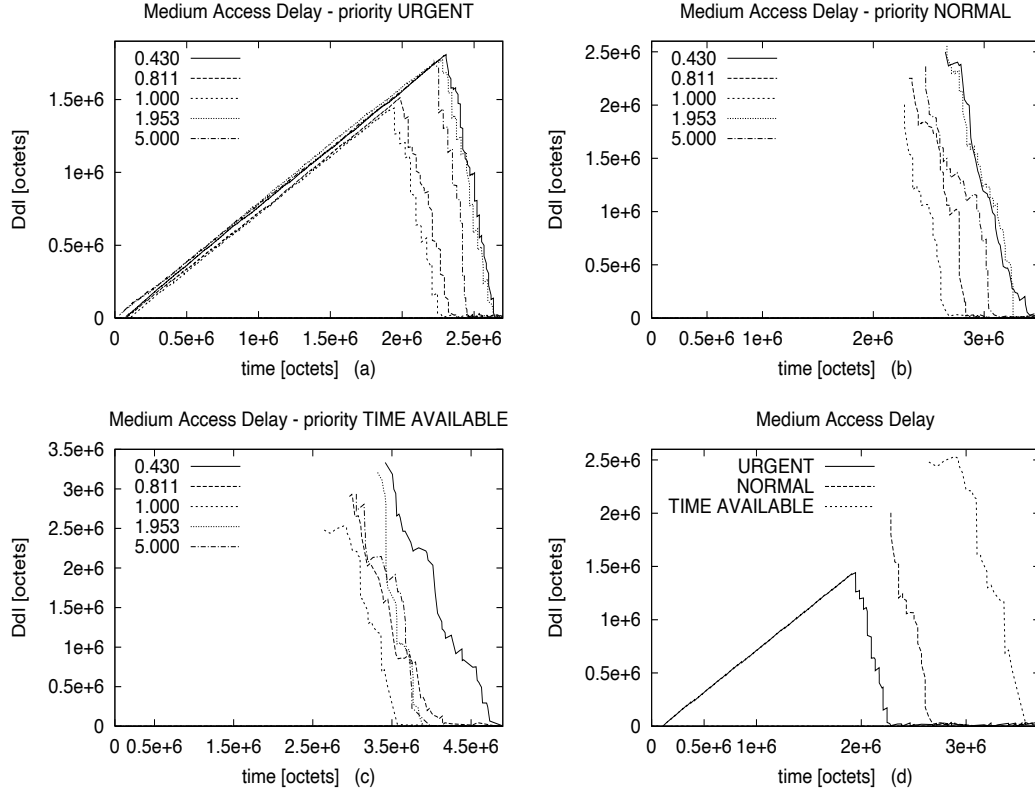 Medium Access Delay - priority URGENT
0.430
0.811
1.000
1.953
5.000
Ddl [octets]
1.5e+6
1e+6
0.5e+6
0
0 0.5e+6 1e+6 1.5e+6 2e+6 2.5e+6
time [octets] (a)
Medium Access Delay - priority NORMAL
0.430
0.811
1.000
1.953
5.000
Ddl [octets]
2.5e+6
2e+6
1.5e+6
1e+6
0.5e+6
0
0 0.5e+6 1e+6 2e+6 3e+6
time [octets] (b)
Medium Access Delay - priority TIME AVAILABLE
0.430
0.811
1.000
1.953
5.000
Ddl [octets]
3.5e+6
3e+6
2.5e+6
2e+6
1.5e+6
1e+6
0.5e+6
0
0 0.5e+6 1.5e+6 2.5e+6 3.5e+6 4.5e+6
time [octets] (c)
Medium Access Delay
URGENT
NORMAL
TIME AVAILABLE
Ddl [octets]
2.5e+6
2e+6
1.5e+6
1e+6
0.5e+6
0
0 0.5e+6 1e+6 2e+6 3e+6
time [octets] (d)